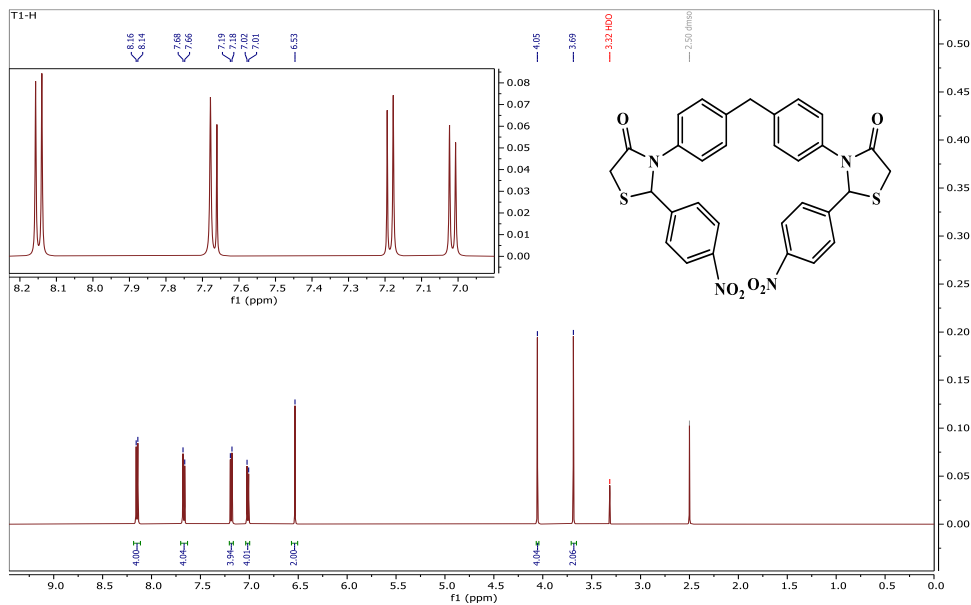 T1-H
8.16
8.14
7.68
7.66
7.19
7.18
7.02
7.01
6.53
4.05
3.69
3.32 HDO
2.50 dmso
0.50
0.45
0.40
0.35
0.30
0.25
0.20
0.15
0.10
0.05
0.00
0.08
0.07
0.06
0.05
0.04
0.03
0.02
0.01
0.00
8.2 8.1 8.0 7.9 7.8 7.7 7.6 7.5 7.4 7.3 7.2 7.1 7.0
f1 (ppm)
O
O
N
N
S
S
NO2
O2N
4.00
4.04
3.94
4.01
2.00
4.04
2.06
9.0 8.5 8.0 7.5 7.0 6.5 6.0 5.5 5.0 4.5 4.0 3.5 3.0 2.5 2.0 1.5 1.0 0.5 0.0
f1 (ppm)